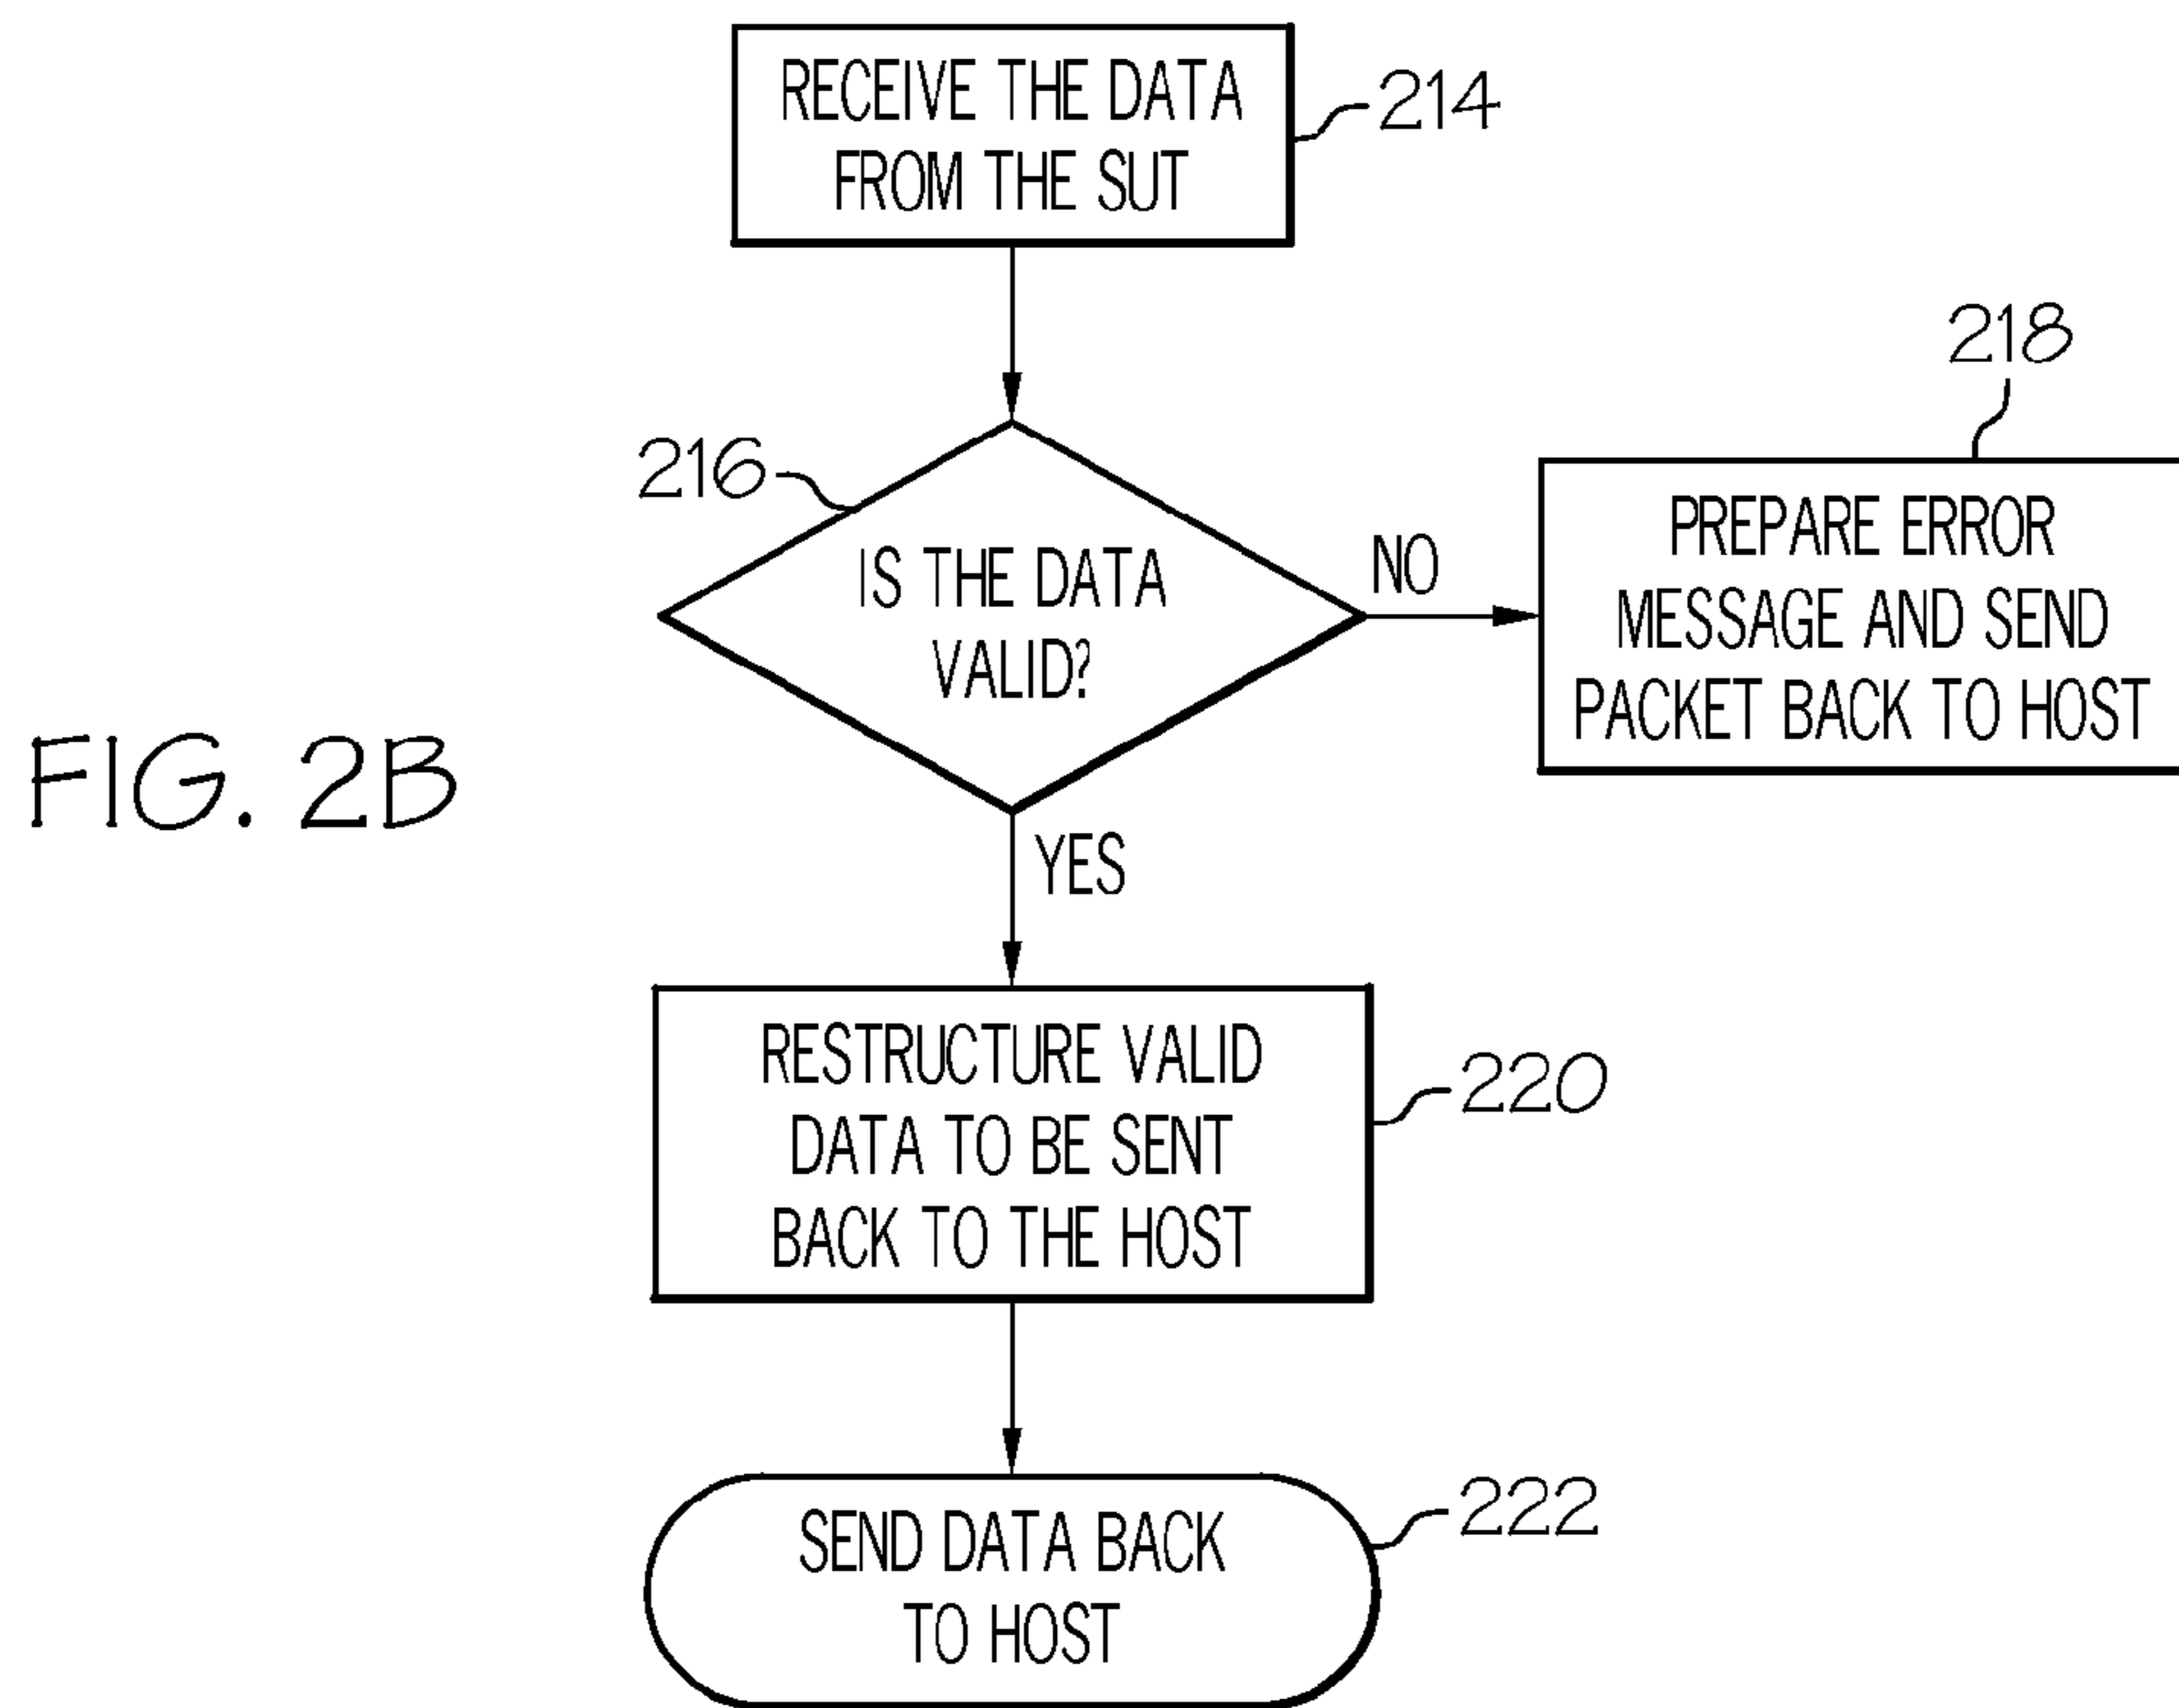 RECEIVE THE DATA
FROM THE SUT
214
218
216
IS THE DATA
VALID?
NO
PREPARE ERROR
MESSAGE AND SEND
PACKET BACK TO HOST
FIG. 2B
YES
RESTRUCTURE VALID
DATA TO BE SENT
BACK TO THE HOST
220
SEND DATA BACK
TO HOST
222